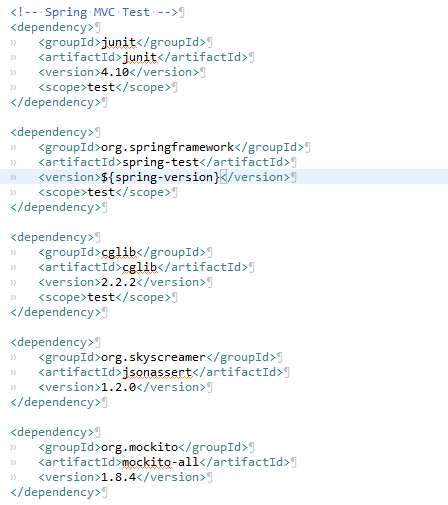 <!-- Spring MVC Test -->
<dependency>
<groupId>junit</groupId>
<artifactId>junit</artifactId>
<version>4.10</version>
<scope>test</scope>
</dependency>
<dependency>
<groupId>org.springframework</groupId>
<artifactId>spring-test</artifactId>
<version>${spring-version}</version>
<scope>test</scope>
</dependency>
<dependency>
<groupId>cglib</groupId>
<artifactId>cglib</artifactId>
<version>2.2.2</version>
<scope>test</scope>
</dependency>
<dependency>
<groupId>org.skyscreamer</groupId>
<artifactId>jsonassert</artifactId>
<version>1.2.0</version>
</dependency>
<dependency>
<groupId>org.mockito</groupId>
<artifactId>mockito-all</artifactId>
<version>1.8.4</version>
</dependency>